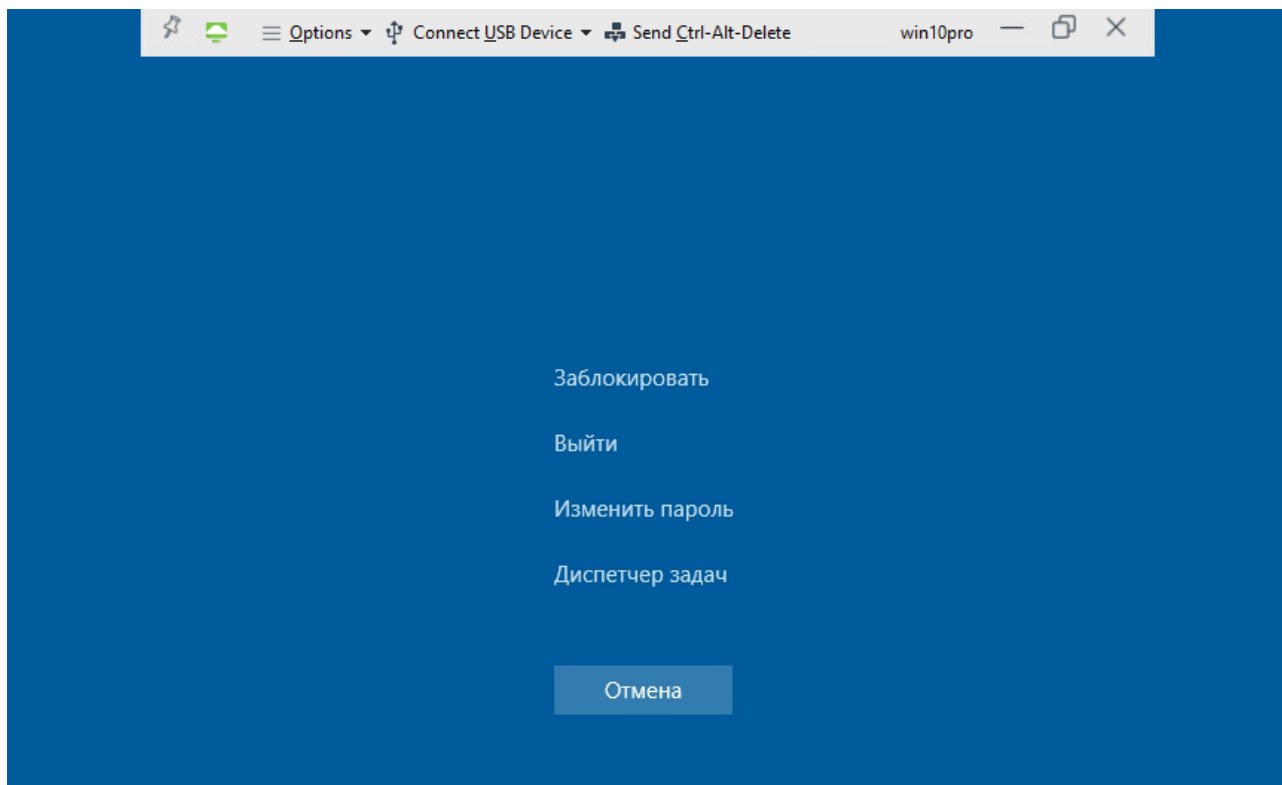 Options Connect USB Device Send Ctrl-Alt-Delete win10pro
Заблокировать
Выйти
Изменить пароль
Диспетчер задач
Отмена